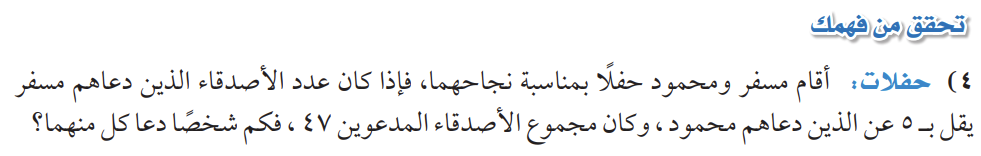 تحقق من فهمك
٤) حفلات: أقام مسفر ومحمود حفلًا بمناسبة نجاحهما، فإذا كان عدد الأصدقاء الذين دعاهم مسفر
يقل بـ ٥ عن الذين دعاهم محمود، وكان مجموع الأصدقاء المدعوين ٤٧، فكم شخصًا دعا كل منهما؟